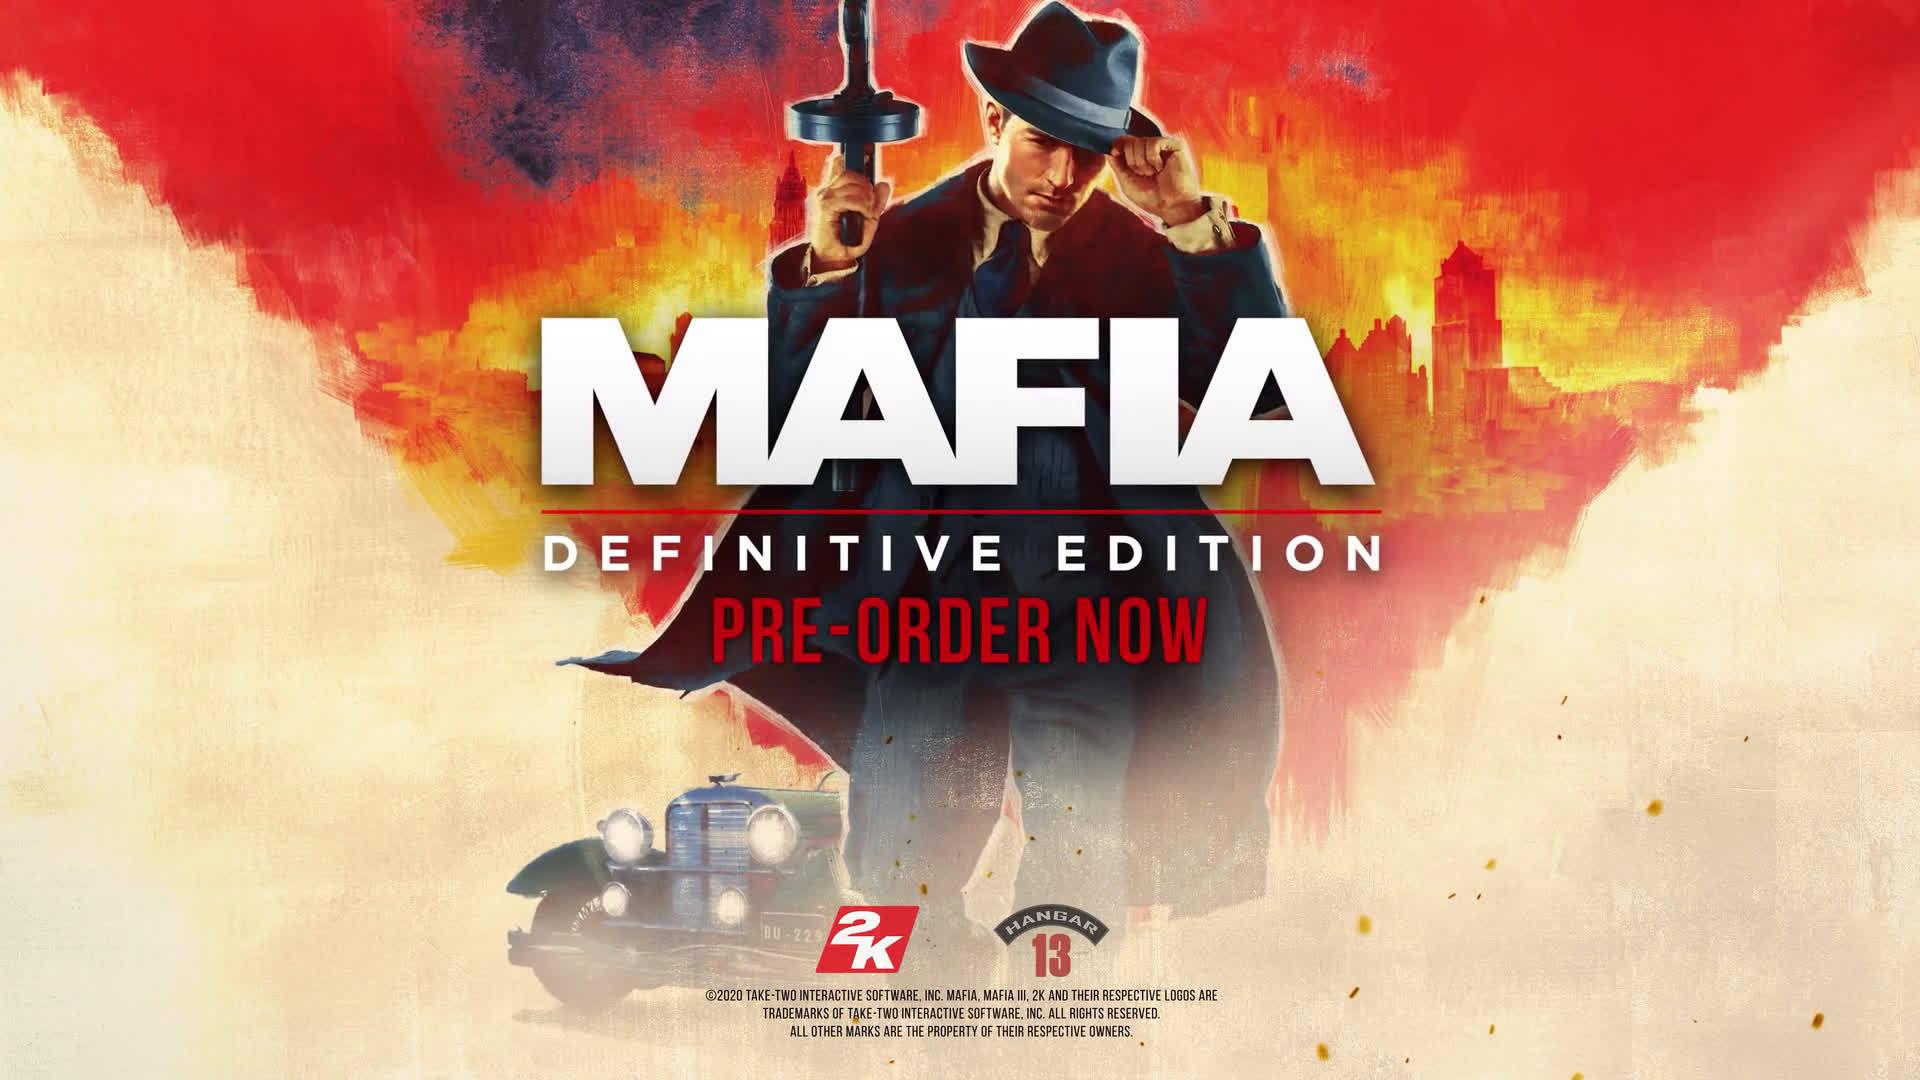 MAFIA
DEFINITIVE EDITION
PRE-ORDER NOW
BU-229
2K
HANGAR
13
©2020 TAKE-TWO INTERACTIVE SOFTWARE, INC. MAFIA, MAFIA III, 2K AND THEIR RESPECTIVE LOGOS ARE
TRADEMARKS OF TAKE-TWO INTERACTIVE SOFTWARE, INC. ALL RIGHTS RESERVED.
ALL OTHER MARKS ARE THE PROPERTY OF THEIR RESPECTIVE OWNERS.